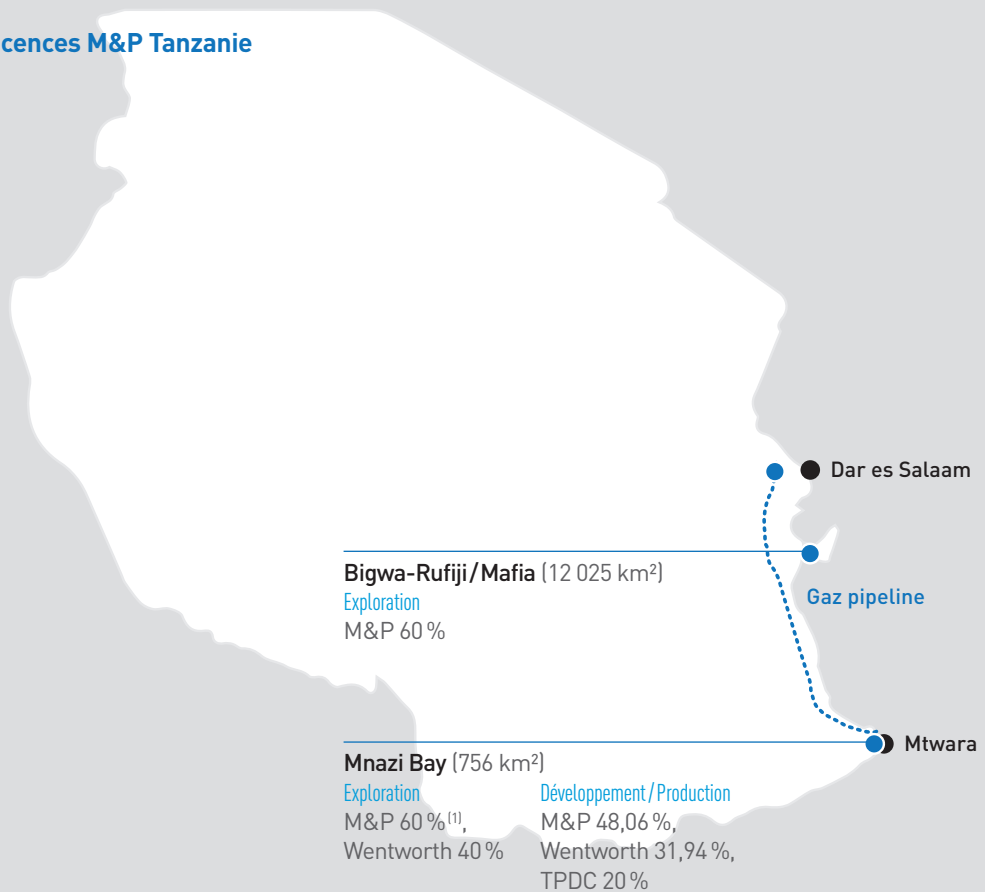 cences M&P Tanzanie
Dar es Salaam
Bigwa-Rufiji/Mafia (12 025 km²)
Exploration
M&P 60 %
Gaz pipeline
Mtwara
Mnazi Bay (756 km²)
Exploration
M&P 60 %⁽¹⁾,
Wentworth 40 %
Développement/Production
M&P 48,06 %,
Wentworth 31,94 %,
TPDC 20 %